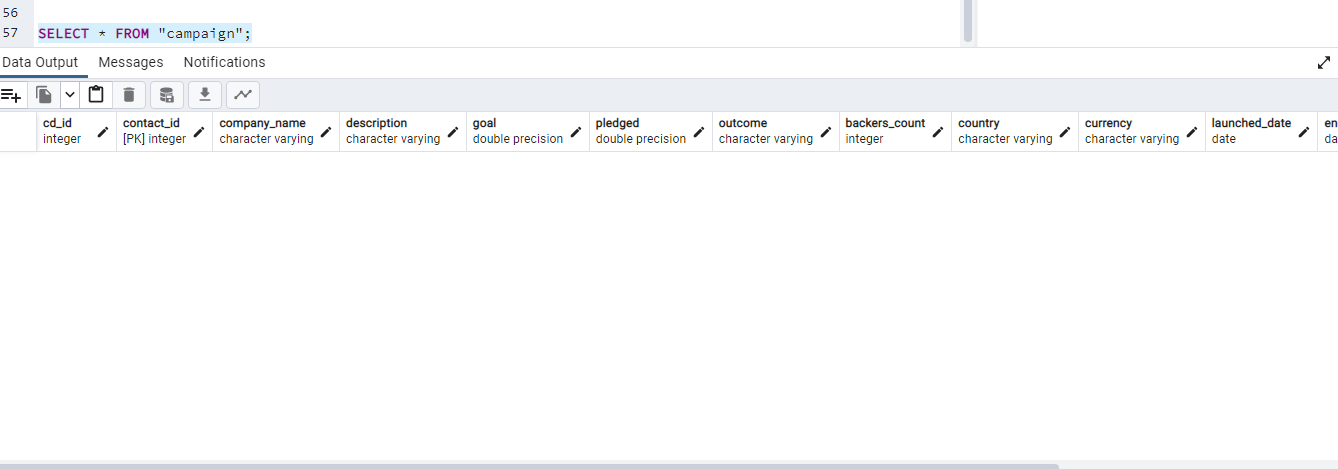 56
57 SELECT * FROM "campaign";
Data Output Messages Notifications
cd_id contact_id company_name description goal pledged outcome backers_count country currency launched_date en
integer [PK] integer character varying character varying double precision double precision character varying integer character varying character varying date da